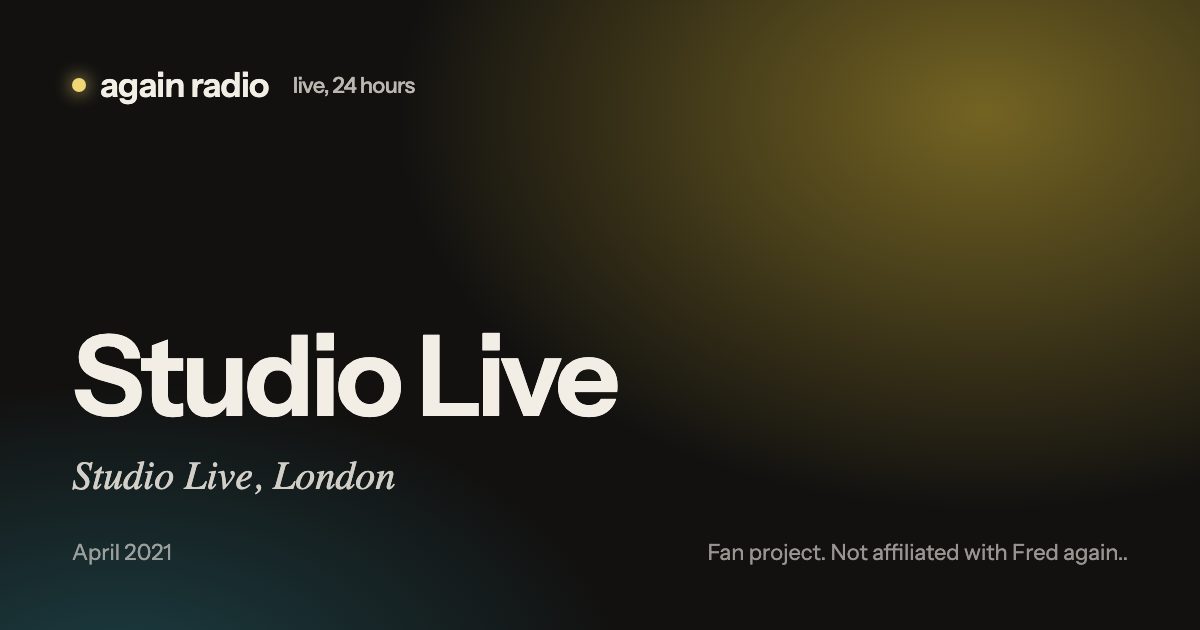 again radio live, 24 hours
Studio Live
Studio Live, London
April 2021
Fan project. Not affiliated with Fred again..